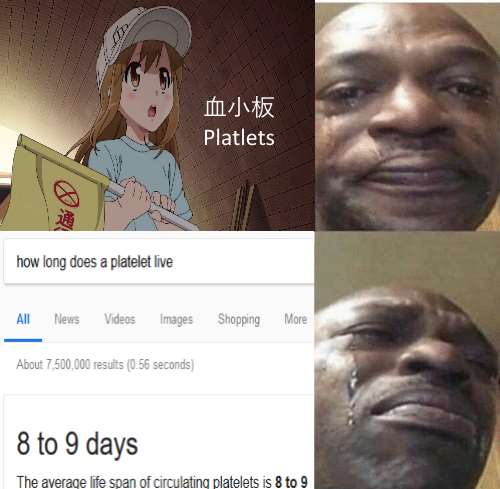 血小板
Platlets
通
how long does a platelet live
All News Videos Images Shopping More
About 7,500,000 results (0.56 seconds)
8 to 9 days
The average life span of circulating platelets is 8 to 9